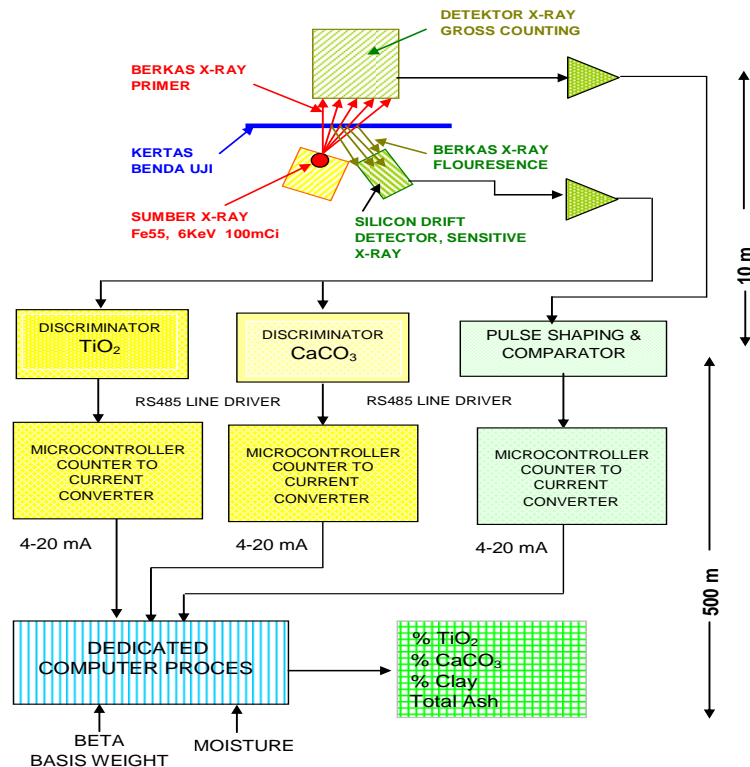 DETEKTOR X-RAY
GROSS COUNTING
BERKAS X-RAY
PRIMER
KERTAS
BENDA UJI
BERKAS X-RAY
FLOURESENCE
SUMBER X-RAY
Fe55, 6KeV 100mCi
SILICON DRIFT
DETECTOR, SENSITIVE
X-RAY
10 m
DISCRIMINATOR
TiO2
DISCRIMINATOR
CaCO3
PULSE SHAPING &
COMPARATOR
RS485 LINE DRIVER
RS485 LINE DRIVER
MICROCONTROLLER
COUNTER TO
CURRENT
CONVERTER
MICROCONTROLLER
COUNTER TO
CURRENT
CONVERTER
MICROCONTROLLER
COUNTER TO
CURRENT
CONVERTER
4-20 mA
4-20 mA
4-20 mA
500 m
DEDICATED
COMPUTER PROCES
% TiO2
% CaCO3
% Clay
Total Ash
BETA
BASIS WEIGHT
MOISTURE